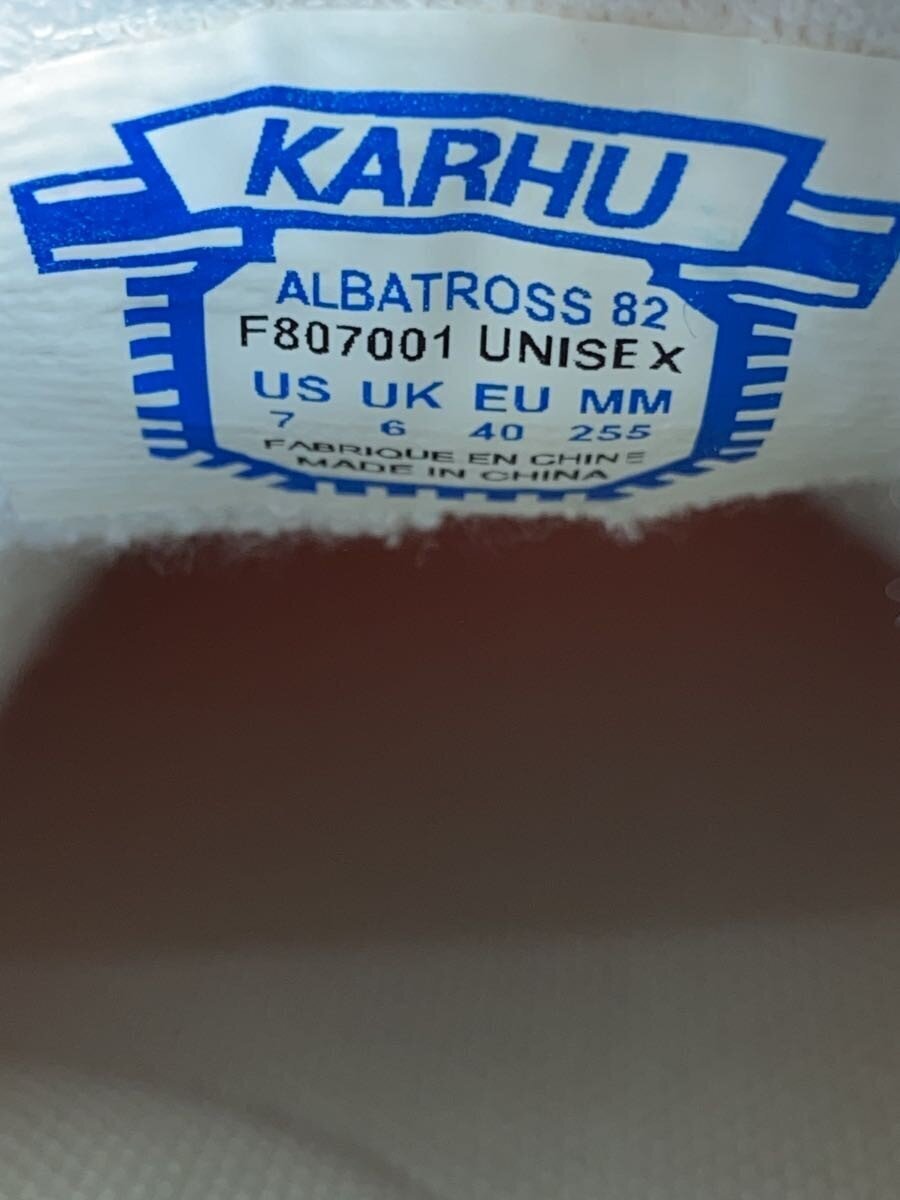 KARHU
ALBATROSS 82
F807001 UNISEX
US UK EU MM
7 6 40 255
FABRIQUE EN CHINE
MADE IN CHINA